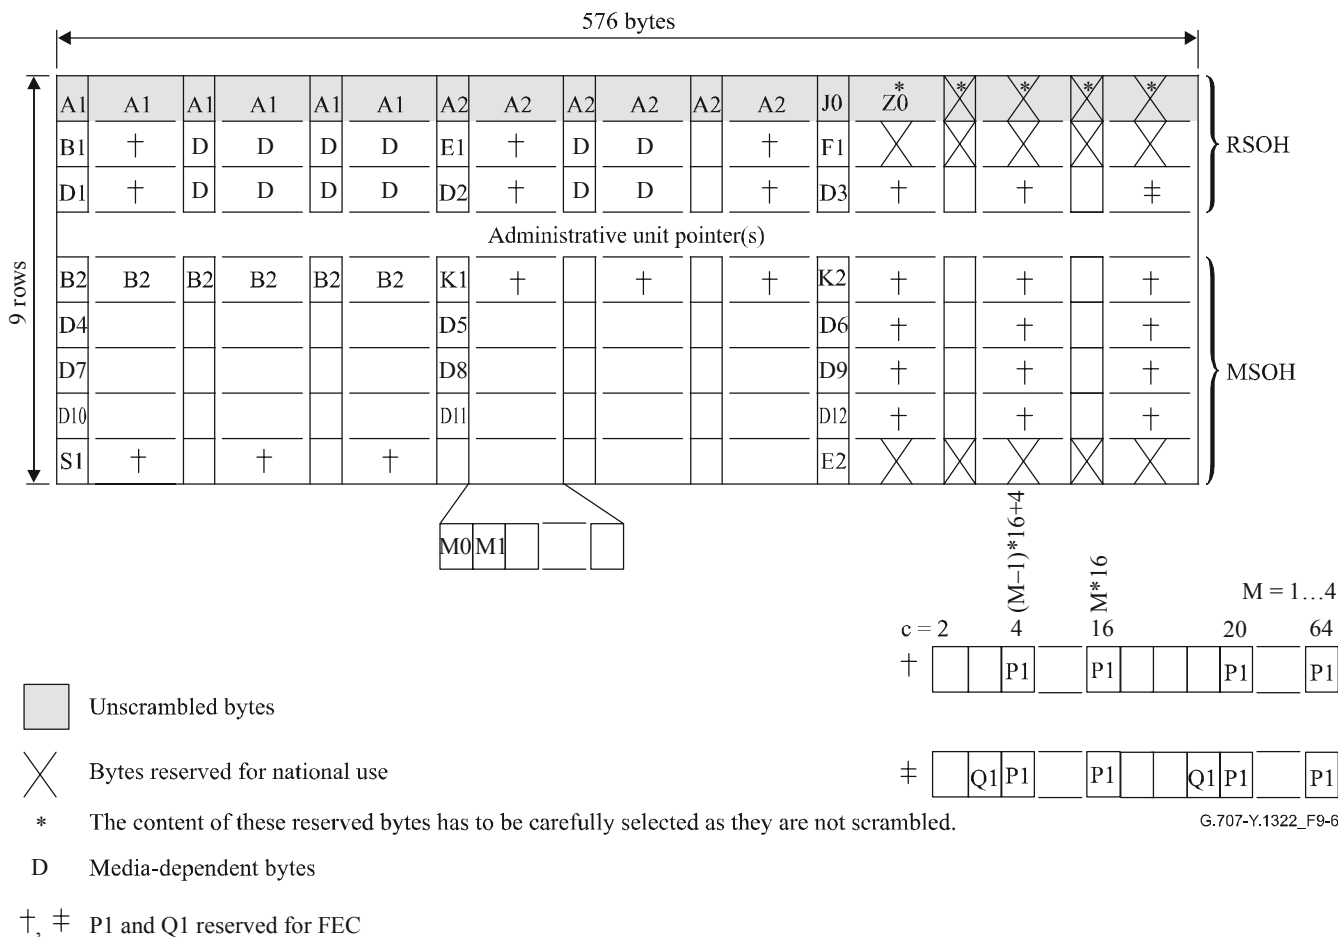 576 bytes
A1 A1 A1 A1 A1 A1 A2 A2 A2 A2 A2 A2 J0 Z0 * * * * *
B1 † D D D D E1 † D D † F1
RSOH
D1 † D D D D D2 † D D † D3 † † ‡
Administrative unit pointer(s)
9 rows
B2 B2 B2 B2 B2 B2 K1 † † † K2 † † †
D4 D5 D6 † † †
D7 D8 D9 † † †
MSOH
D10 D11 D12 † † †
S1 † † † E2
M0 M1
(M–1)*16+4
M*16
M = 1…4
c = 2 4 16 20 64
† P1 P1 P1 P1
Unscrambled bytes
‡ Q1 P1 P1 Q1 P1 P1
Bytes reserved for national use
* The content of these reserved bytes has to be carefully selected as they are not scrambled.
G.707-Y.1322_F9-6
D Media-dependent bytes
†, ‡ P1 and Q1 reserved for FEC